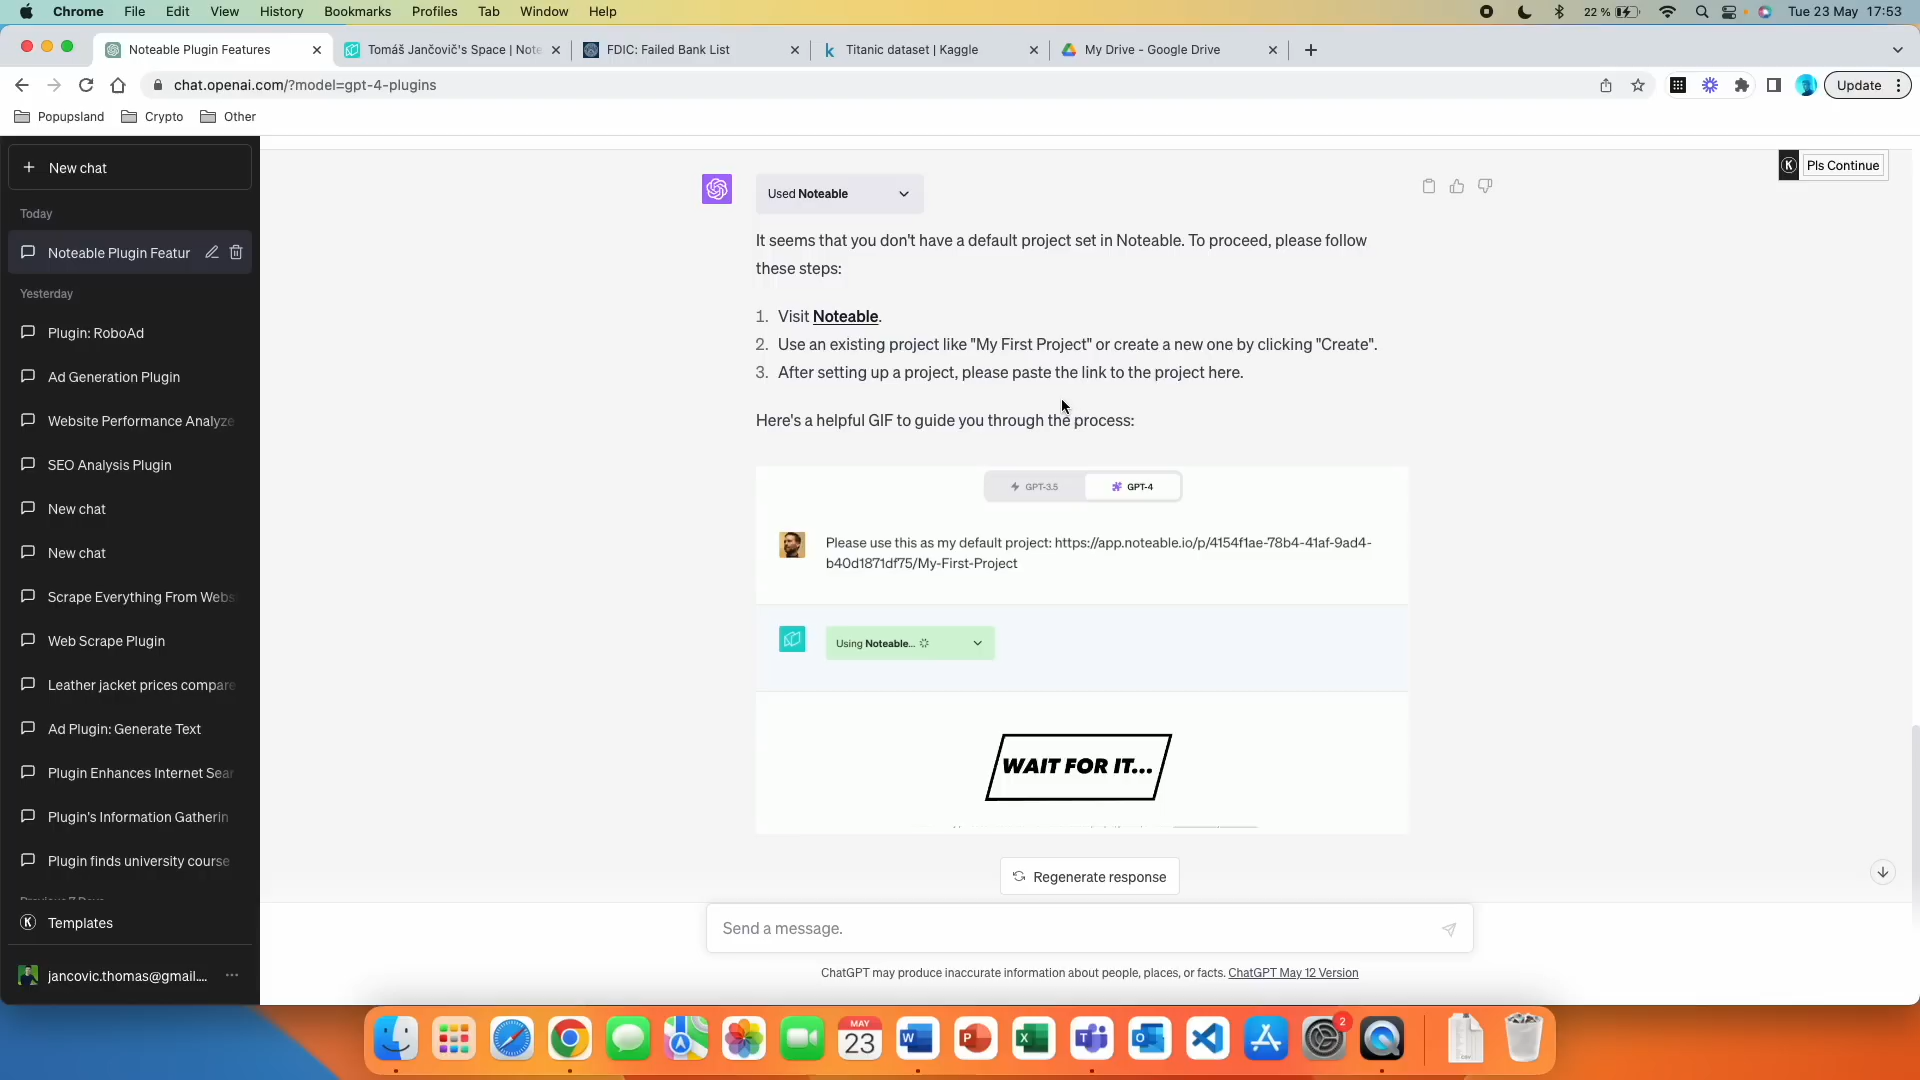 Chrome File Edit View History Bookmarks Profiles Tab Window Help 22 % Tue 23 May 17:53
Noteable Plugin Features Tomáš Jančovič's Space | Note FDIC: Failed Bank List Titanic dataset | Kaggle My Drive - Google Drive
chat.openai.com/?model=gpt-4-plugins Update
Popupsland Crypto Other
New chat
Today
Noteable Plugin Featur
Yesterday
Plugin: RoboAd
Ad Generation Plugin
Website Performance Analyze
SEO Analysis Plugin
New chat
New chat
Scrape Everything From Webs
Web Scrape Plugin
Leather jacket prices compare
Ad Plugin: Generate Text
Plugin Enhances Internet Sear
Plugin's Information Gatherin
Plugin finds university course
K Templates
jancovic.thomas@gmail....
K Pls Continue
Used Noteable
It seems that you don't have a default project set in Noteable. To proceed, please follow
these steps:
1. Visit Noteable.
2. Use an existing project like "My First Project" or create a new one by clicking "Create".
3. After setting up a project, please paste the link to the project here.
Here's a helpful GIF to guide you through the process:
GPT-3.5 GPT-4
Please use this as my default project: https://app.noteable.io/p/4154f1ae-78b4-41af-9ad4-
b40d1871df75/My-First-Project
Using Noteable...
WAIT FOR IT...
Regenerate response
Send a message.
ChatGPT may produce inaccurate information about people, places, or facts. ChatGPT May 12 Version
MAY
23
W P X T O 2